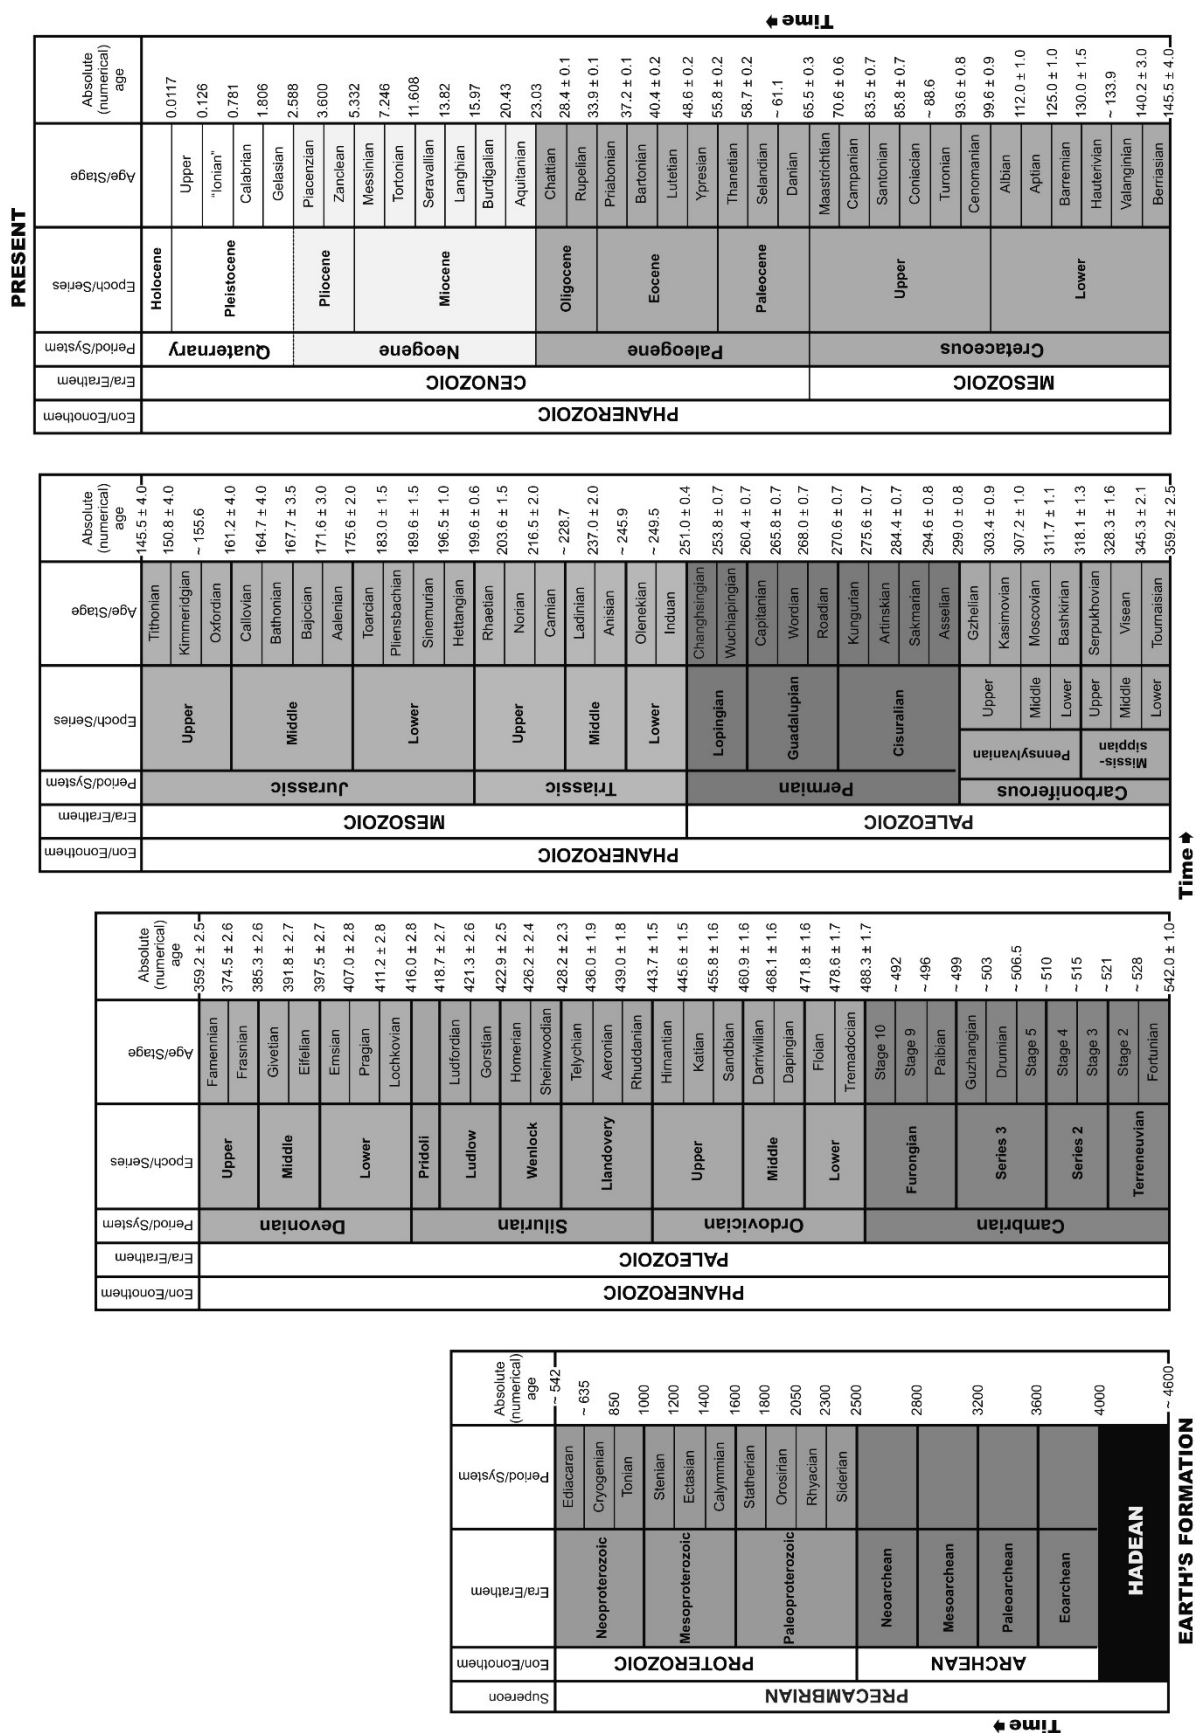 PRESENT
Eon/Eonothem
Era/Erathem
Period/System
Epoch/Series
Age/Stage
Absolute
(numerical)
age
PHANEROZOIC
CENOZOIC
MESOZOIC
Quaternary
Neogene
Paleogene
Cretaceous
Holocene
Pleistocene
Pliocene
Miocene
Oligocene
Eocene
Paleocene
Upper
Lower
Upper
"Ionian"
Calabrian
Gelasian
Piacenzian
Zanclean
Messinian
Tortonian
Seravallian
Langhian
Burdigalian
Aquitanian
Chattian
Rupelian
Priabonian
Bartonian
Lutetian
Ypresian
Thanetian
Selandian
Danian
Maastrichtian
Campanian
Santonian
Coniacian
Turonian
Cenomanian
Albian
Aptian
Barremian
Hauterivian
Valanginian
Berriasian
0.0117
0.126
0.781
1.806
2.588
3.600
5.332
7.246
11.608
13.82
15.97
20.43
23.03
28.4 ± 0.1
33.9 ± 0.1
37.2 ± 0.1
40.4 ± 0.2
48.6 ± 0.2
55.8 ± 0.2
58.7 ± 0.2
~ 61.1
65.5 ± 0.3
70.6 ± 0.6
83.5 ± 0.7
85.8 ± 0.7
~ 88.6
93.6 ± 0.8
99.6 ± 0.9
112.0 ± 1.0
125.0 ± 1.0
130.0 ± 1.5
~ 133.9
140.2 ± 3.0
145.5 ± 4.0
Time
Eon/Eonothem
Era/Erathem
Period/System
Epoch/Series
Age/Stage
Absolute
(numerical)
age
PHANEROZOIC
MESOZOIC
PALEOZOIC
Jurassic
Triassic
Permian
Carboniferous
Pennsylvanian
Missis-
sippian
Upper
Middle
Lower
Upper
Middle
Lower
Lopingian
Guadalupian
Cisuralian
Upper
Middle
Lower
Upper
Middle
Lower
Tithonian
Kimmeridgian
Oxfordian
Callovian
Bathonian
Bajocian
Aalenian
Toarcian
Pliensbachian
Sinemurian
Hettangian
Rhaetian
Norian
Carnian
Ladinian
Anisian
Olenekian
Induan
Changhsingian
Wuchiapingian
Capitanian
Wordian
Roadian
Kungurian
Artinskian
Sakmarian
Asselian
Gzhelian
Kasimovian
Moscovian
Bashkirian
Serpukhovian
Visean
Tournaisian
145.5 ± 4.0
150.8 ± 4.0
~ 155.6
161.2 ± 4.0
164.7 ± 4.0
167.7 ± 3.5
171.6 ± 3.0
175.6 ± 2.0
183.0 ± 1.5
189.6 ± 1.5
196.5 ± 1.0
199.6 ± 0.6
203.6 ± 1.5
216.5 ± 2.0
~ 228.7
237.0 ± 2.0
~ 245.9
~ 249.5
251.0 ± 0.4
253.8 ± 0.7
260.4 ± 0.7
265.8 ± 0.7
268.0 ± 0.7
270.6 ± 0.7
275.6 ± 0.7
284.4 ± 0.7
294.6 ± 0.8
299.0 ± 0.8
303.4 ± 0.9
307.2 ± 1.0
311.7 ± 1.1
318.1 ± 1.3
328.3 ± 1.6
345.3 ± 2.1
359.2 ± 2.5
Time
Eon/Eonothem
Era/Erathem
Period/System
Epoch/Series
Age/Stage
Absolute
(numerical)
age
PHANEROZOIC
PALEOZOIC
Devonian
Silurian
Ordovician
Cambrian
Upper
Middle
Lower
Pridoli
Ludlow
Wenlock
Llandovery
Upper
Middle
Lower
Furongian
Series 3
Series 2
Terreneuvian
Famennian
Frasnian
Givetian
Eifelian
Emsian
Pragian
Lochkovian
Ludfordian
Gorstian
Homerian
Sheinwoodian
Telychian
Aeronian
Rhuddanian
Hirnantian
Katian
Sandbian
Darriwilian
Dapingian
Floian
Tremadocian
Stage 10
Stage 9
Paibian
Guzhangian
Drumian
Stage 5
Stage 4
Stage 3
Stage 2
Fortunian
359.2 ± 2.5
374.5 ± 2.6
385.3 ± 2.6
391.8 ± 2.7
397.5 ± 2.7
407.0 ± 2.8
411.2 ± 2.8
416.0 ± 2.8
418.7 ± 2.7
421.3 ± 2.6
422.9 ± 2.5
426.2 ± 2.4
428.2 ± 2.3
436.0 ± 1.9
439.0 ± 1.8
443.7 ± 1.5
445.6 ± 1.5
455.8 ± 1.6
460.9 ± 1.6
468.1 ± 1.6
471.8 ± 1.6
478.6 ± 1.7
488.3 ± 1.7
~ 492
~ 496
~ 499
~ 503
~ 506.5
~ 510
~ 515
~ 521
~ 528
542.0 ± 1.0
Supereon
Eon/Eonothem
Era/Erathem
Period/System
Absolute
(numerical)
age
PRECAMBRIAN
PROTEROZOIC
ARCHEAN
HADEAN
Neoproterozoic
Mesoproterozoic
Paleoproterozoic
Neoarchean
Mesoarchean
Paleoarchean
Eoarchean
Ediacaran
Cryogenian
Tonian
Stenian
Ectasian
Calymmian
Statherian
Orosirian
Rhyacian
Siderian
~ 542
~ 635
850
1000
1200
1400
1600
1800
2050
2300
2500
2800
3200
3600
4000
~ 4600
Time
EARTH'S FORMATION